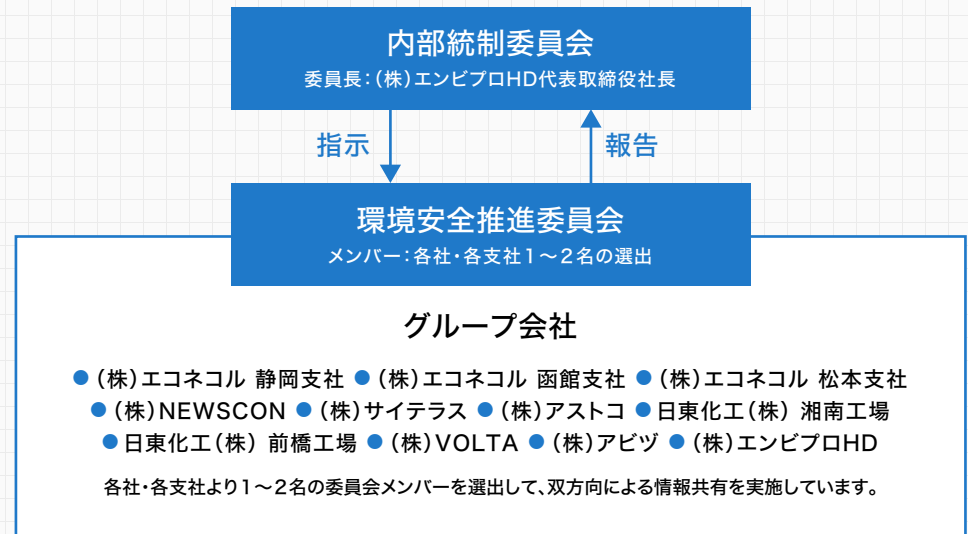 内部統制委員会
委員長：（株）エンビプロHD代表取締役社長
指示
報告
環境安全推進委員会
メンバー：各社・各支社1～2名の選出
グループ会社
●（株）エコネコル 静岡支社 ●（株）エコネコル 函館支社 ●（株）エコネコル 松本支社
●（株）NEWSCON ●（株）サイテラス ●（株）アストコ ●日東化工（株） 湘南工場
●日東化工（株） 前橋工場 ●（株）VOLTA ●（株）アビヅ ●（株）エンビプロHD
各社・各支社より1～2名の委員会メンバーを選出して、双方向による情報共有を実施しています。